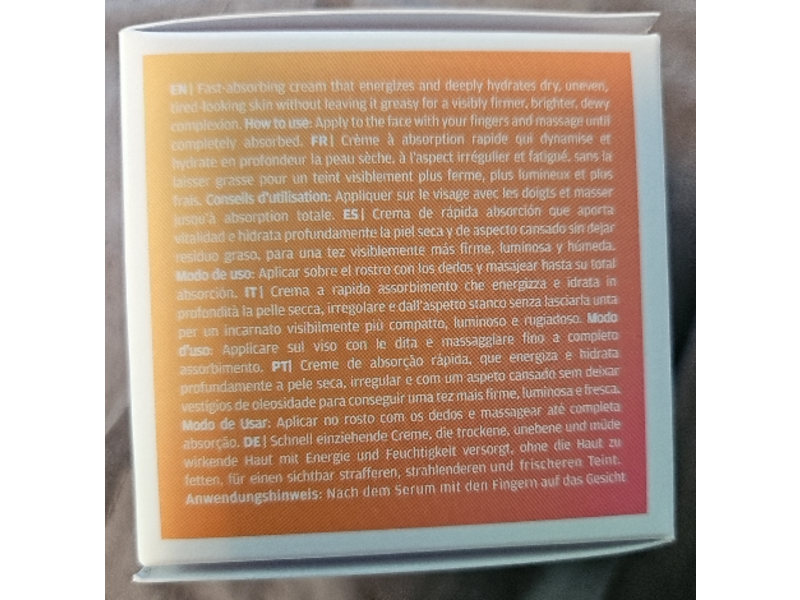 EN| Fast-absorbing cream that energizes and deeply hydrates dry, uneven,
tired-looking skin without leaving it greasy for a visibly firmer, brighter, dewy
complexion. How to use: Apply to the face with your fingers and massage until
completely absorbed. FR| Crème à absorption rapide qui dynamise et
hydrate en profondeur la peau sèche, à l'aspect irrégulier et fatigué, sans la
laisser grasse pour un teint visiblement plus ferme, plus lumineux et plus
frais. Conseils d'utilisation: Appliquer sur le visage avec les doigts et masser
jusqu'à absorption totale. ES| Crema de rápida absorción que aporta
vitalidad e hidrata profundamente la piel seca y de aspecto cansado sin dejar
residuo graso, para una tez visiblemente más firme, luminosa y húmeda.
Modo de uso: Aplicar sobre el rostro con los dedos y masajear hasta su total
absorción. IT| Crema a rapido assorbimento che energizza e idrata in
profondità la pelle secca, irregolare e dall'aspetto stanco senza lasciarla unta
per un incarnato visibilmente più compatto, luminoso e rugiadoso. Modo
d'uso: Applicare sul viso con le dita e massaggiare fino a completo
assorbimento. PT| Creme de absorção rápida, que energiza e hidrata
profundamente a pele seca, irregular e com um aspeto cansado sem deixar
vestígios de oleosidade para conseguir uma tez mais firme, luminosa e fresca.
Modo de Usar: Aplicar no rosto com os dedos e massagear até completa
absorção. DE| Schnell einziehende Creme, die trockene, unebene und müde
wirkende Haut mit Energie und Feuchtigkeit versorgt, ohne die Haut zu
fetten, für einen sichtbar strafferen, strahlenderen und frischeren Teint.
Anwendungshinweis: Nach dem Serum mit den Fingern auf das Gesicht